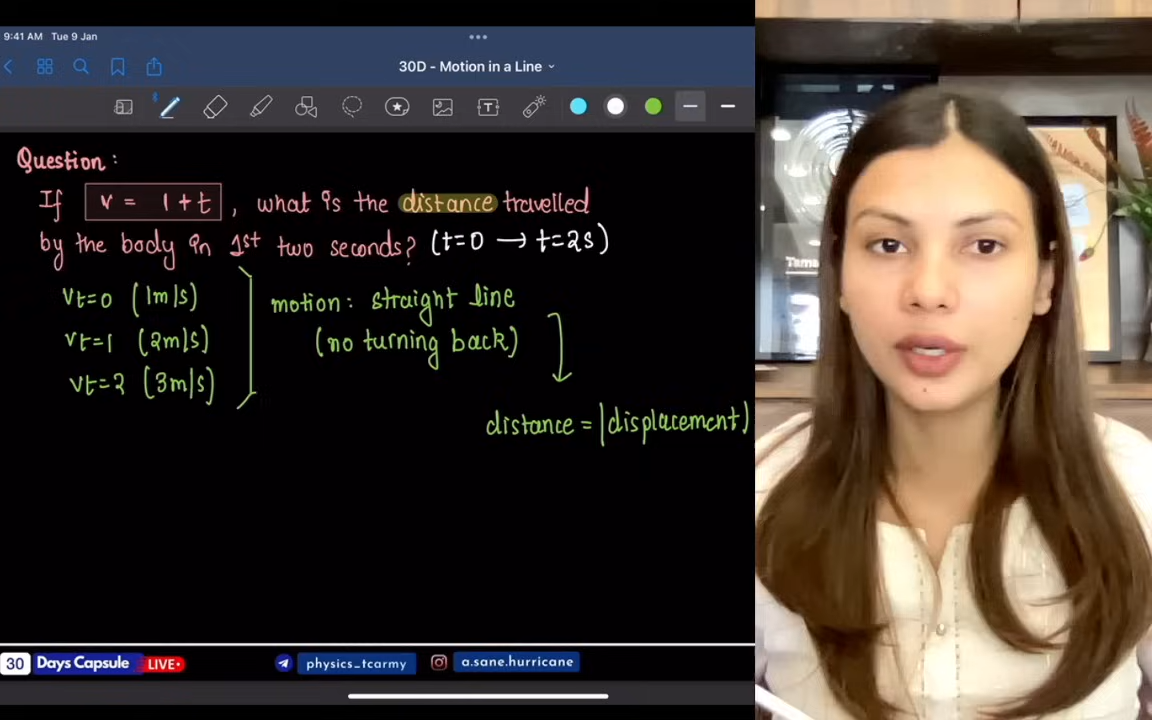 9:41 AM Tue 9 Jan
30D - Motion in a Line
Question:
If v = 1+t, what is the distance travelled
by the body in 1st two seconds? (t=0 → t=2s)
vt=0 (1m/s)
vt=1 (2m/s)
vt=2 (3m/s)
motion: straight line
(no turning back)
distance = |displacement)
30 Days Capsule LIVE
physics_tcarmy
a.sane.hurricane